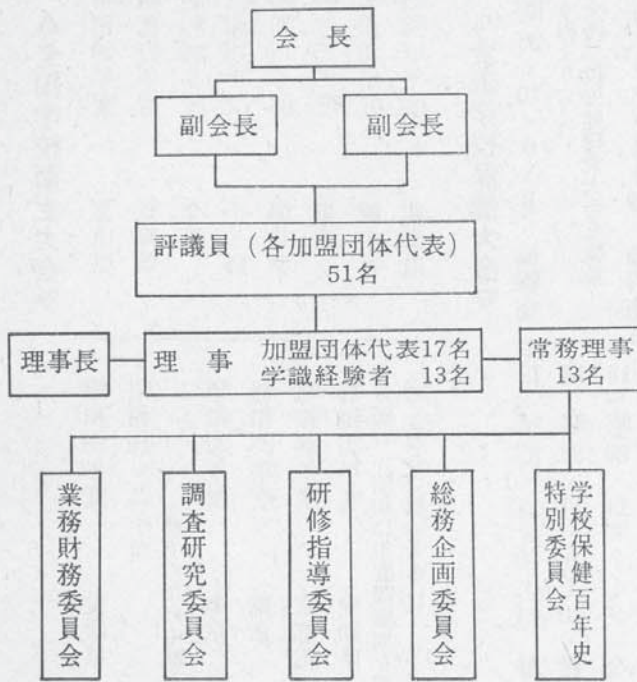 会長
副会長
副会長
評議員（各加盟団体代表）
51名
理事長
理事 加盟団体代表17名
学識経験者 13名
常務理事
13名
業務財務委員会
調査研究委員会
研修指導委員会
総務企画委員会
学校保健百年史
特別委員会